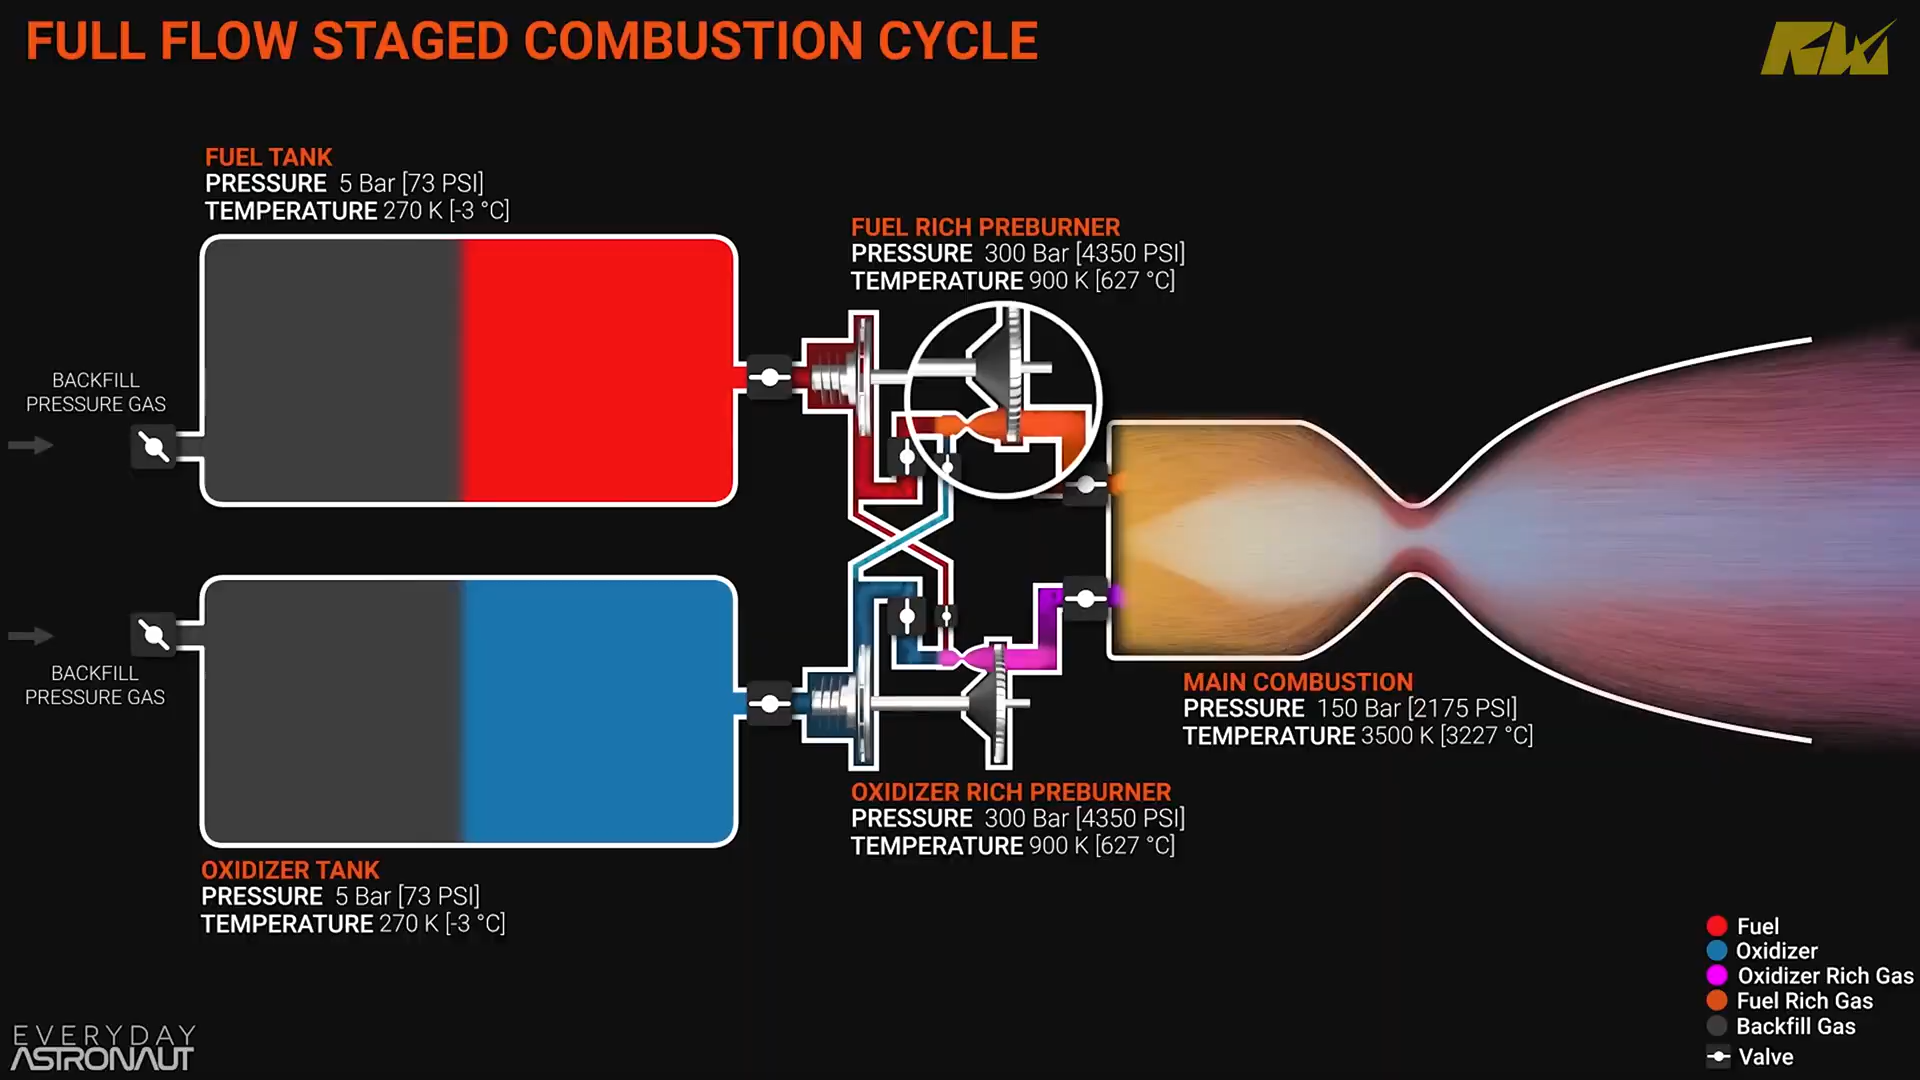 FULL FLOW STAGED COMBUSTION CYCLE
KW
FUEL TANK
PRESSURE 5 Bar [73 PSI]
TEMPERATURE 270 K [-3 °C]
FUEL RICH PREBURNER
PRESSURE 300 Bar [4350 PSI]
TEMPERATURE 900 K [627 °C]
BACKFILL
PRESSURE GAS
BACKFILL
PRESSURE GAS
MAIN COMBUSTION
PRESSURE 150 Bar [2175 PSI]
TEMPERATURE 3500 K [3227 °C]
OXIDIZER RICH PREBURNER
PRESSURE 300 Bar [4350 PSI]
TEMPERATURE 900 K [627 °C]
OXIDIZER TANK
PRESSURE 5 Bar [73 PSI]
TEMPERATURE 270 K [-3 °C]
Fuel
Oxidizer
Oxidizer Rich Gas
Fuel Rich Gas
Backfill Gas
Valve
EVERYDAY
ASTRONAUT